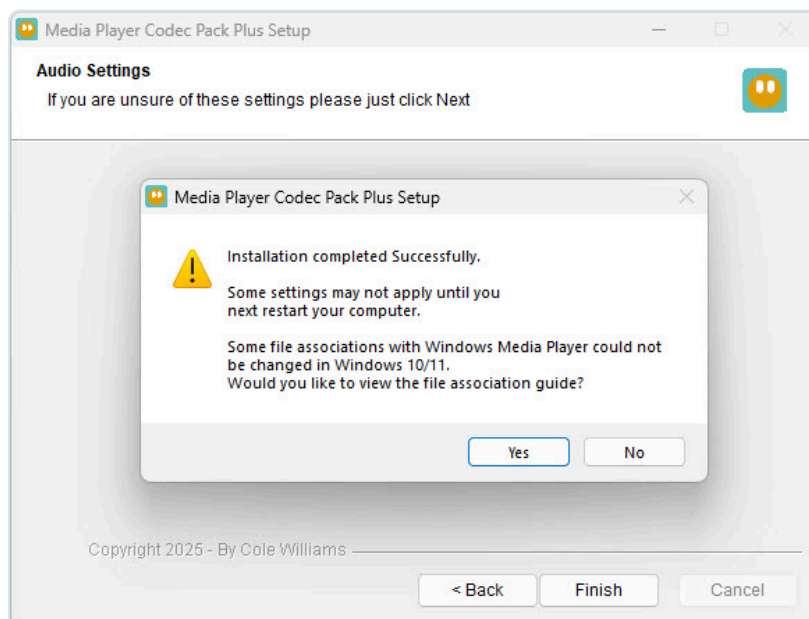 Media Player Codec Pack Plus Setup
Audio Settings
If you are unsure of these settings please just click Next
Media Player Codec Pack Plus Setup
Installation completed Successfully.
Some settings may not apply until you
next restart your computer.
Some file associations with Windows Media Player could not
be changed in Windows 10/11.
Would you like to view the file association guide?
Yes No
Copyright 2025 - By Cole Williams
< Back Finish Cancel